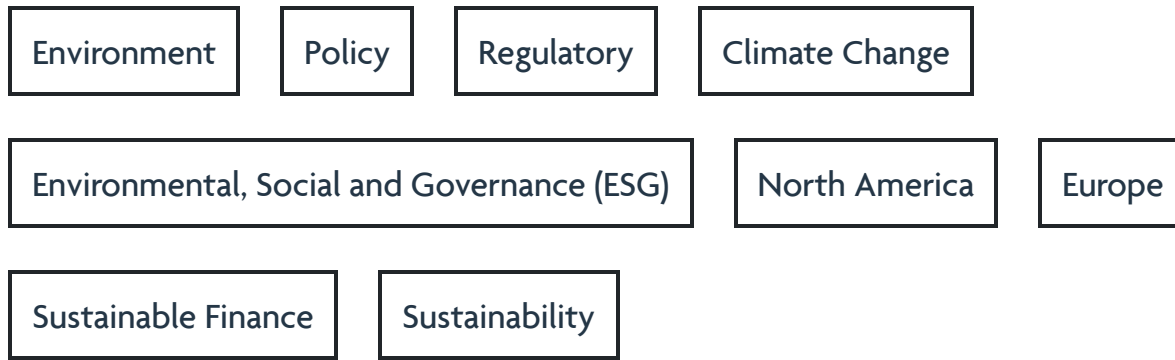 Environment Policy Regulatory Climate Change
Environmental, Social and Governance (ESG) North America Europe
Sustainable Finance Sustainability